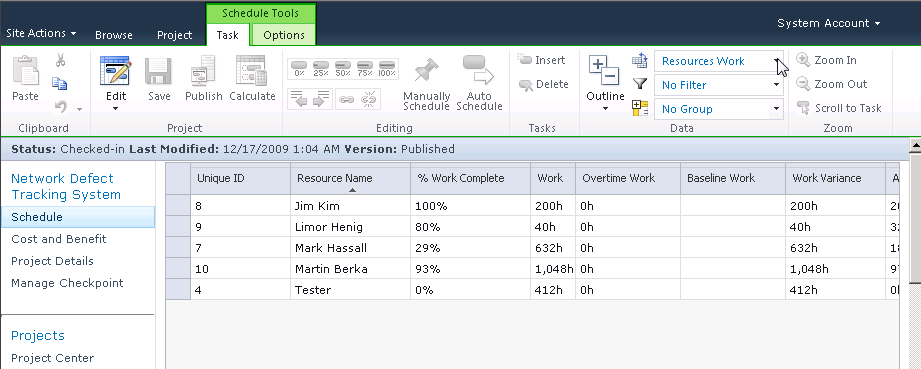 Schedule Tools
Site Actions Browse Project Task Options System Account
Paste
Clipboard
Edit Save Publish Calculate
Project
0% 25% 50% 75% 100%
Manually Schedule
Auto Schedule
Editing
Insert
Delete
Tasks
Outline
Resources Work
No Filter
No Group
Data
Zoom In
Zoom Out
Scroll to Task
Zoom
Status: Checked-in Last Modified: 12/17/2009 1:04 AM Version: Published
Network Defect
Tracking System
Schedule
Cost and Benefit
Project Details
Manage Checkpoint
Projects
Project Center
Unique ID Resource Name % Work Complete Work Overtime Work Baseline Work Work Variance A
8 Jim Kim 100% 200h 0h 200h
9 Limor Henig 80% 40h 0h 40h
7 Mark Hassall 29% 632h 0h 632h
10 Martin Berka 93% 1,048h 0h 1,048h
4 Tester 0% 412h 0h 412h